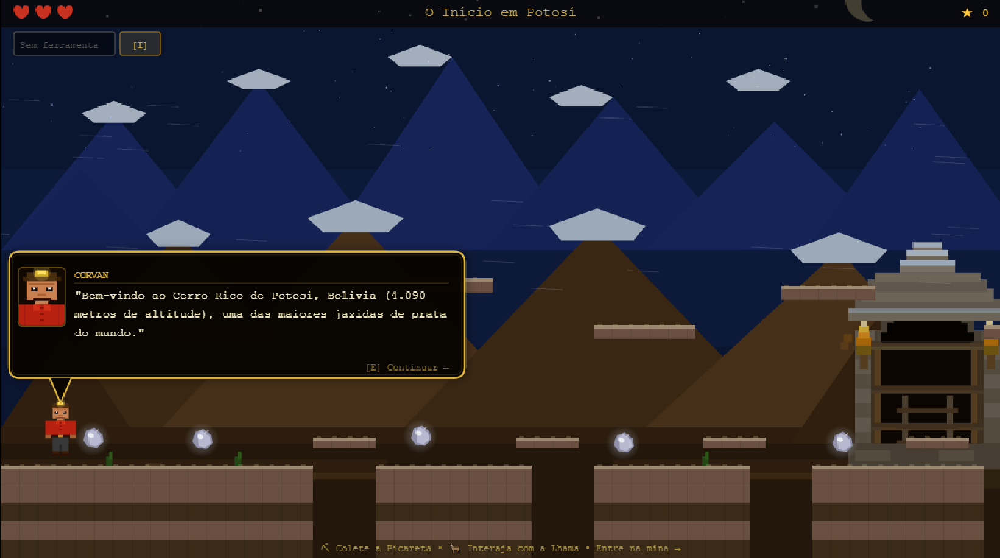 O Início em Potosí
★ 0
Sem ferramenta
[I]
CORVAN
"Bem-vindo ao Cerro Rico de Potosí, Bolívia (4.090
metros de altitude), uma das maiores jazidas de prata
do mundo."
[E] Continuar →
⛏ Colete a Picareta • 🦙 Interaja com a Lhama • Entre na mina →